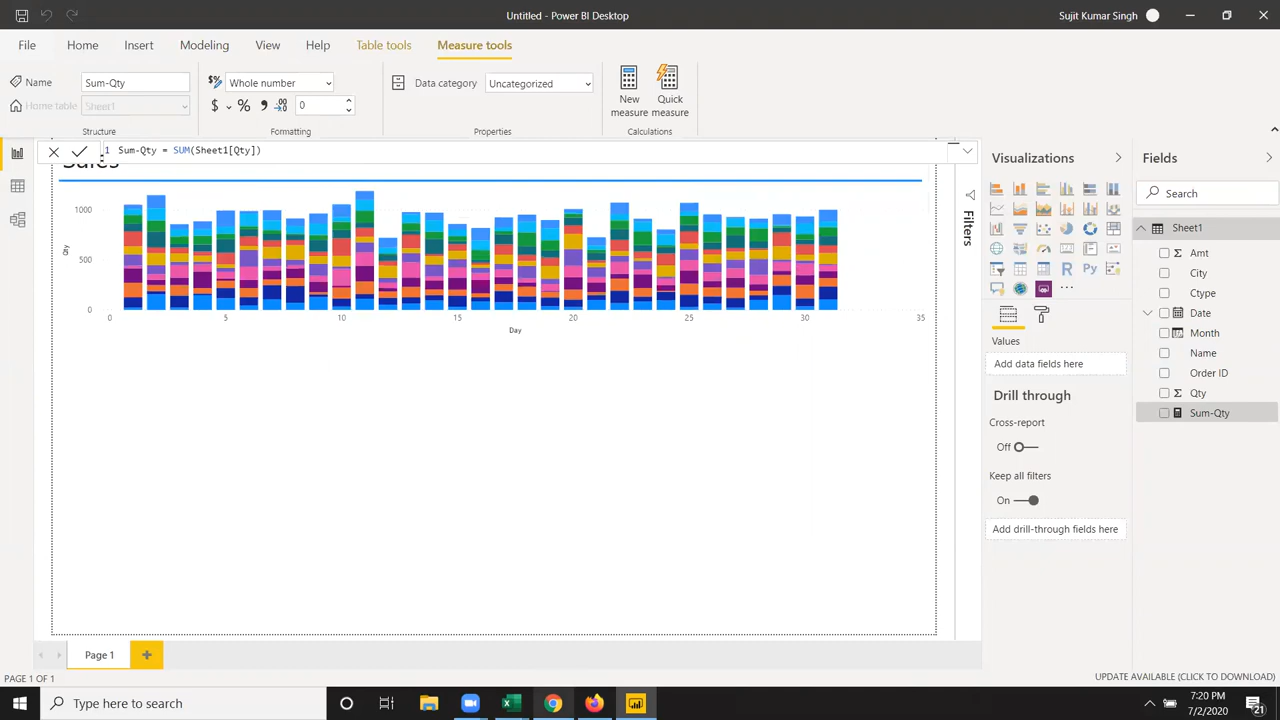 Untitled - Power BI Desktop
Sujit Kumar Singh
File
Home
Insert
Modeling
View
Help
Table tools
Measure tools
Name
Sum-Qty
Home table
Sheet1
Structure
Whole number
$
%
0
Formatting
Data category
Uncategorized
Properties
New measure
Quick measure
Calculations
1 Sum-Qty = SUM(Sheet1[Qty])
Sales
1000
500
0
Qty
0 5 10 15 20 25 30 35
Day
Filters
Visualizations
R
Py
Values
Add data fields here
Drill through
Cross-report
Off
Keep all filters
On
Add drill-through fields here
Fields
Search
Sheet1
Σ Amt
City
Ctype
Date
Month
Name
Order ID
Σ Qty
Sum-Qty
Page 1
PAGE 1 OF 1
UPDATE AVAILABLE (CLICK TO DOWNLOAD)
Type here to search
7:20 PM
7/2/2020
21